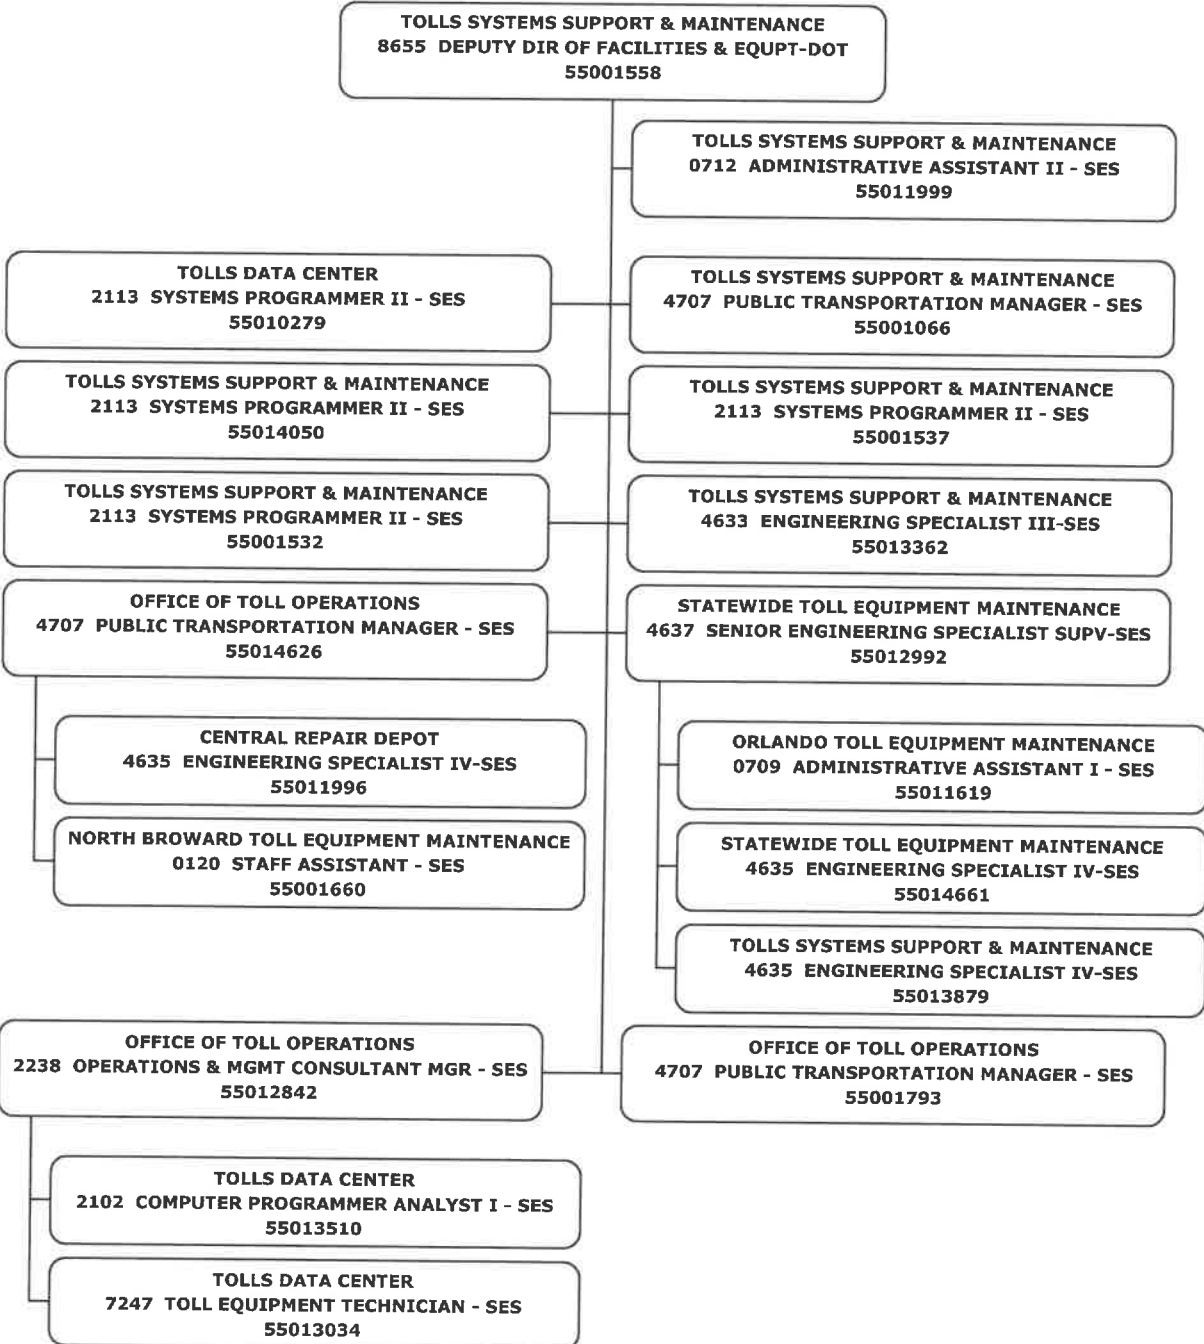 TOLLS SYSTEMS SUPPORT & MAINTENANCE
8655 DEPUTY DIR OF FACILITIES & EQUPT-DOT
55001558
TOLLS SYSTEMS SUPPORT & MAINTENANCE
0712 ADMINISTRATIVE ASSISTANT II - SES
55011999
TOLLS DATA CENTER
2113 SYSTEMS PROGRAMMER II - SES
55010279
TOLLS SYSTEMS SUPPORT & MAINTENANCE
4707 PUBLIC TRANSPORTATION MANAGER - SES
55001066
TOLLS SYSTEMS SUPPORT & MAINTENANCE
2113 SYSTEMS PROGRAMMER II - SES
55014050
TOLLS SYSTEMS SUPPORT & MAINTENANCE
2113 SYSTEMS PROGRAMMER II - SES
55001537
TOLLS SYSTEMS SUPPORT & MAINTENANCE
2113 SYSTEMS PROGRAMMER II - SES
55001532
TOLLS SYSTEMS SUPPORT & MAINTENANCE
4633 ENGINEERING SPECIALIST III-SES
55013362
OFFICE OF TOLL OPERATIONS
4707 PUBLIC TRANSPORTATION MANAGER - SES
55014626
STATEWIDE TOLL EQUIPMENT MAINTENANCE
4637 SENIOR ENGINEERING SPECIALIST SUPV-SES
55012992
CENTRAL REPAIR DEPOT
4635 ENGINEERING SPECIALIST IV-SES
55011996
NORTH BROWARD TOLL EQUIPMENT MAINTENANCE
0120 STAFF ASSISTANT - SES
55001660
ORLANDO TOLL EQUIPMENT MAINTENANCE
0709 ADMINISTRATIVE ASSISTANT I - SES
55011619
STATEWIDE TOLL EQUIPMENT MAINTENANCE
4635 ENGINEERING SPECIALIST IV-SES
55014661
TOLLS SYSTEMS SUPPORT & MAINTENANCE
4635 ENGINEERING SPECIALIST IV-SES
55013879
OFFICE OF TOLL OPERATIONS
2238 OPERATIONS & MGMT CONSULTANT MGR - SES
55012842
OFFICE OF TOLL OPERATIONS
4707 PUBLIC TRANSPORTATION MANAGER - SES
55001793
TOLLS DATA CENTER
2102 COMPUTER PROGRAMMER ANALYST I - SES
55013510
TOLLS DATA CENTER
7247 TOLL EQUIPMENT TECHNICIAN - SES
55013034